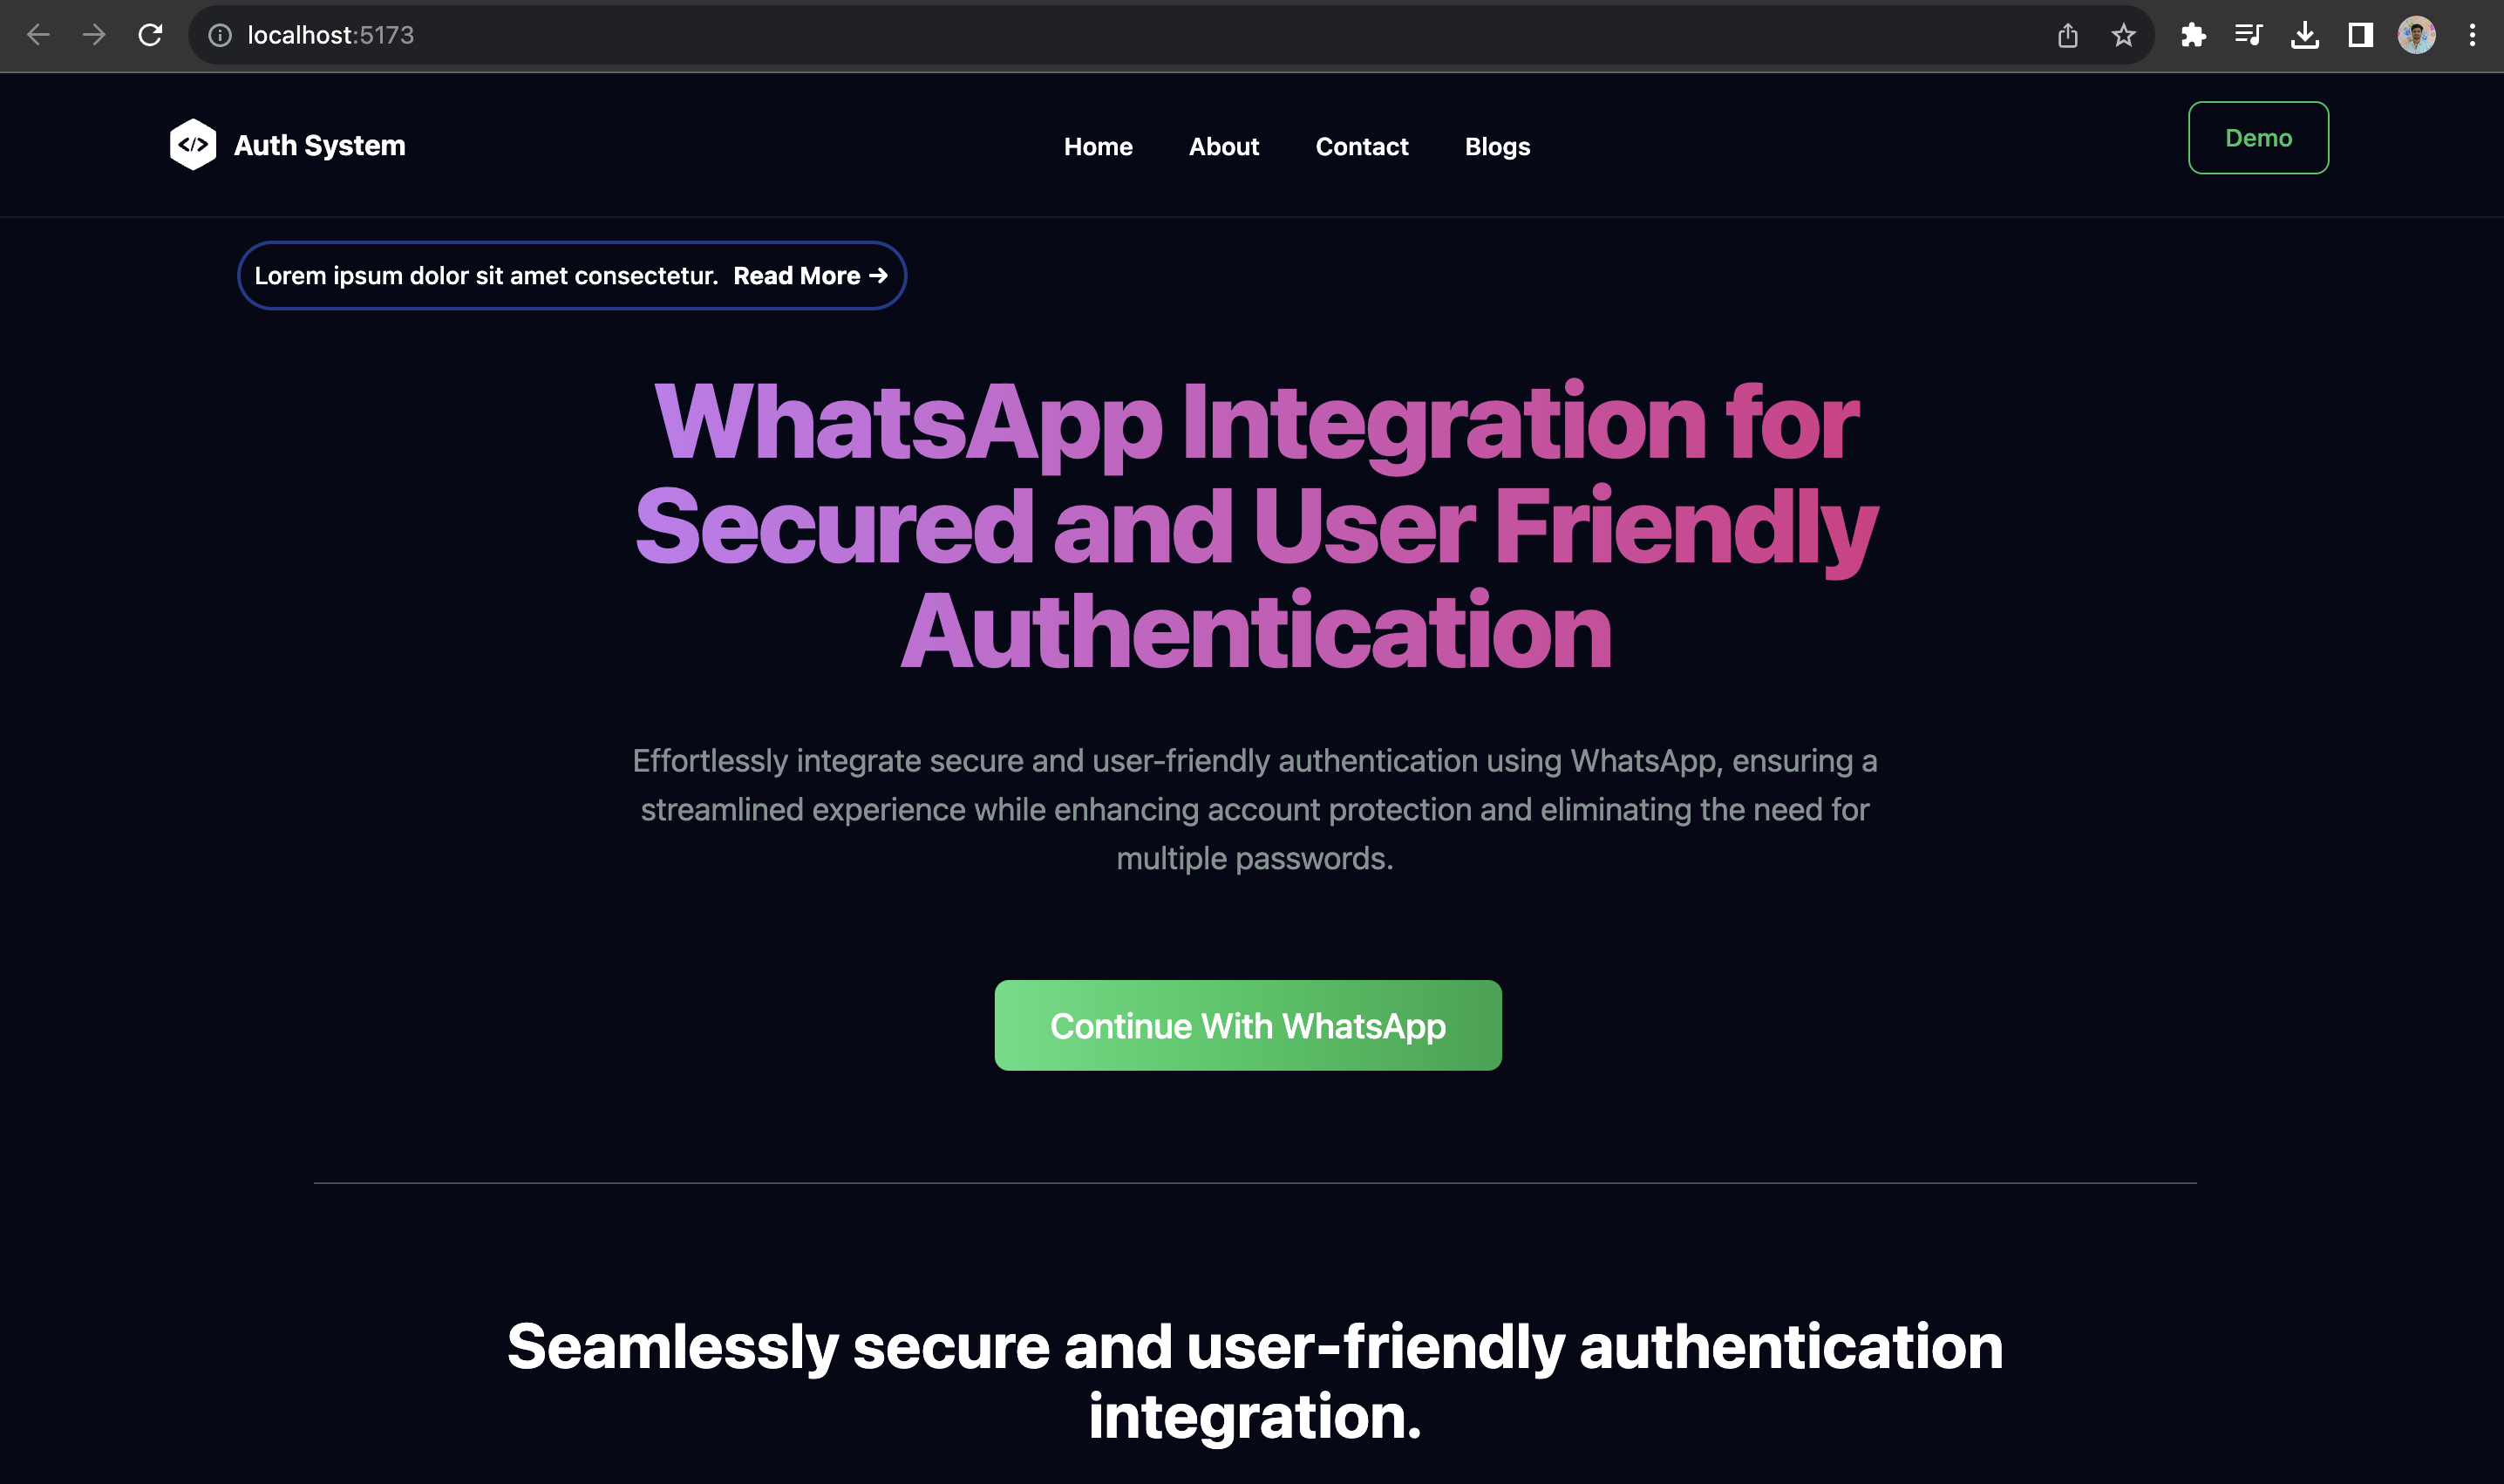 localhost:5173
Auth System
Home About Contact Blogs
Demo
Lorem ipsum dolor sit amet consectetur. Read More →
WhatsApp Integration for
Secured and User Friendly
Authentication
Effortlessly integrate secure and user-friendly authentication using WhatsApp, ensuring a
streamlined experience while enhancing account protection and eliminating the need for
multiple passwords.
Continue With WhatsApp
Seamlessly secure and user-friendly authentication
integration.